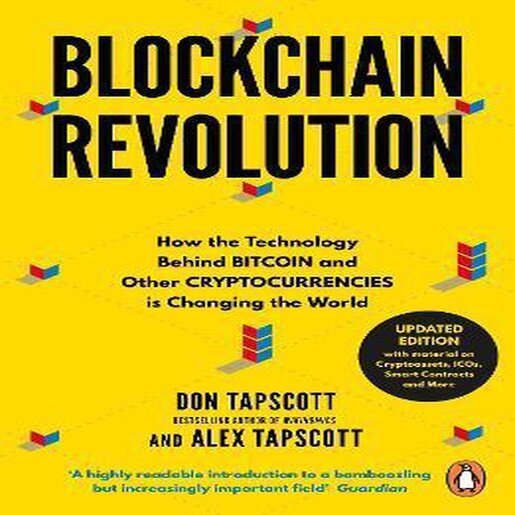 BLOCKCHAIN
REVOLUTION
How the Technology
Behind BITCOIN and
Other CRYPTOCURRENCIES
is Changing the World
UPDATED
EDITION
with material on
Cryptoassets, ICOs,
Smart Contracts
and More
DON TAPSCOTT
BESTSELLING AUTHOR OF WIKINOMICS
AND ALEX TAPSCOTT
‘A highly readable introduction to a bamboozling
but increasingly important field’ Guardian